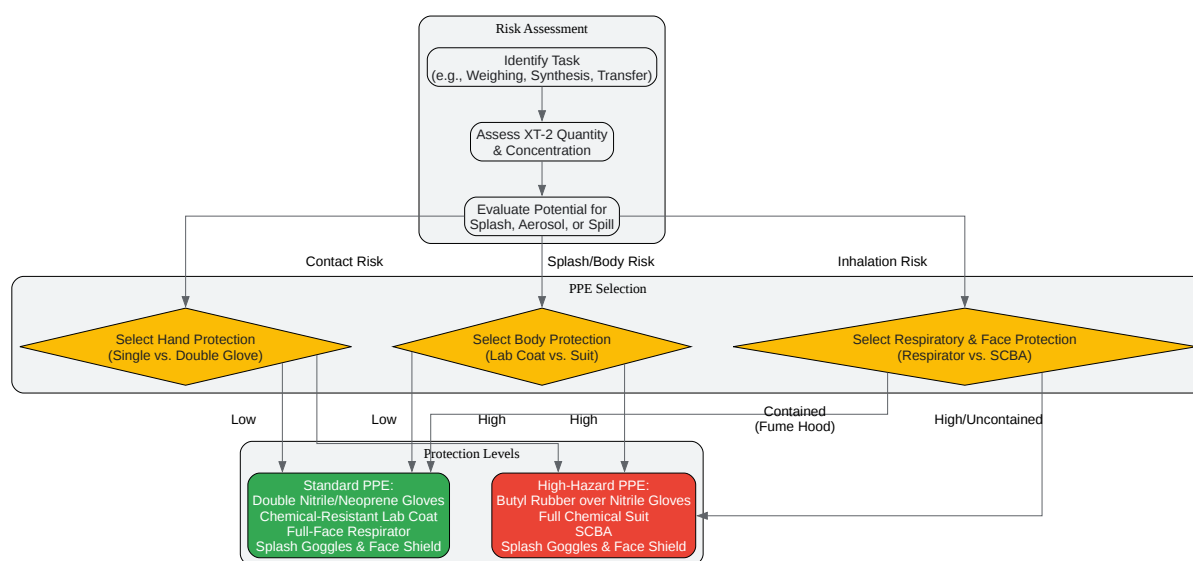 Risk Assessment
Identify Task
(e.g., Weighing, Synthesis, Transfer)
Assess XT-2 Quantity
& Concentration
Evaluate Potential for
Splash, Aerosol, or Spill
Contact Risk
Splash/Body Risk
Inhalation Risk
PPE Selection
Select Hand Protection
(Single vs. Double Glove)
Select Body Protection
(Lab Coat vs. Suit)
Select Respiratory & Face Protection
(Respirator vs. SCBA)
Low
Low
High
High
Contained
(Fume Hood)
High/Uncontained
Protection Levels
Standard PPE:
Double Nitrile/Neoprene Gloves
Chemical-Resistant Lab Coat
Full-Face Respirator
Splash Goggles & Face Shield
High-Hazard PPE:
Butyl Rubber over Nitrile Gloves
Full Chemical Suit
SCBA
Splash Goggles & Face Shield